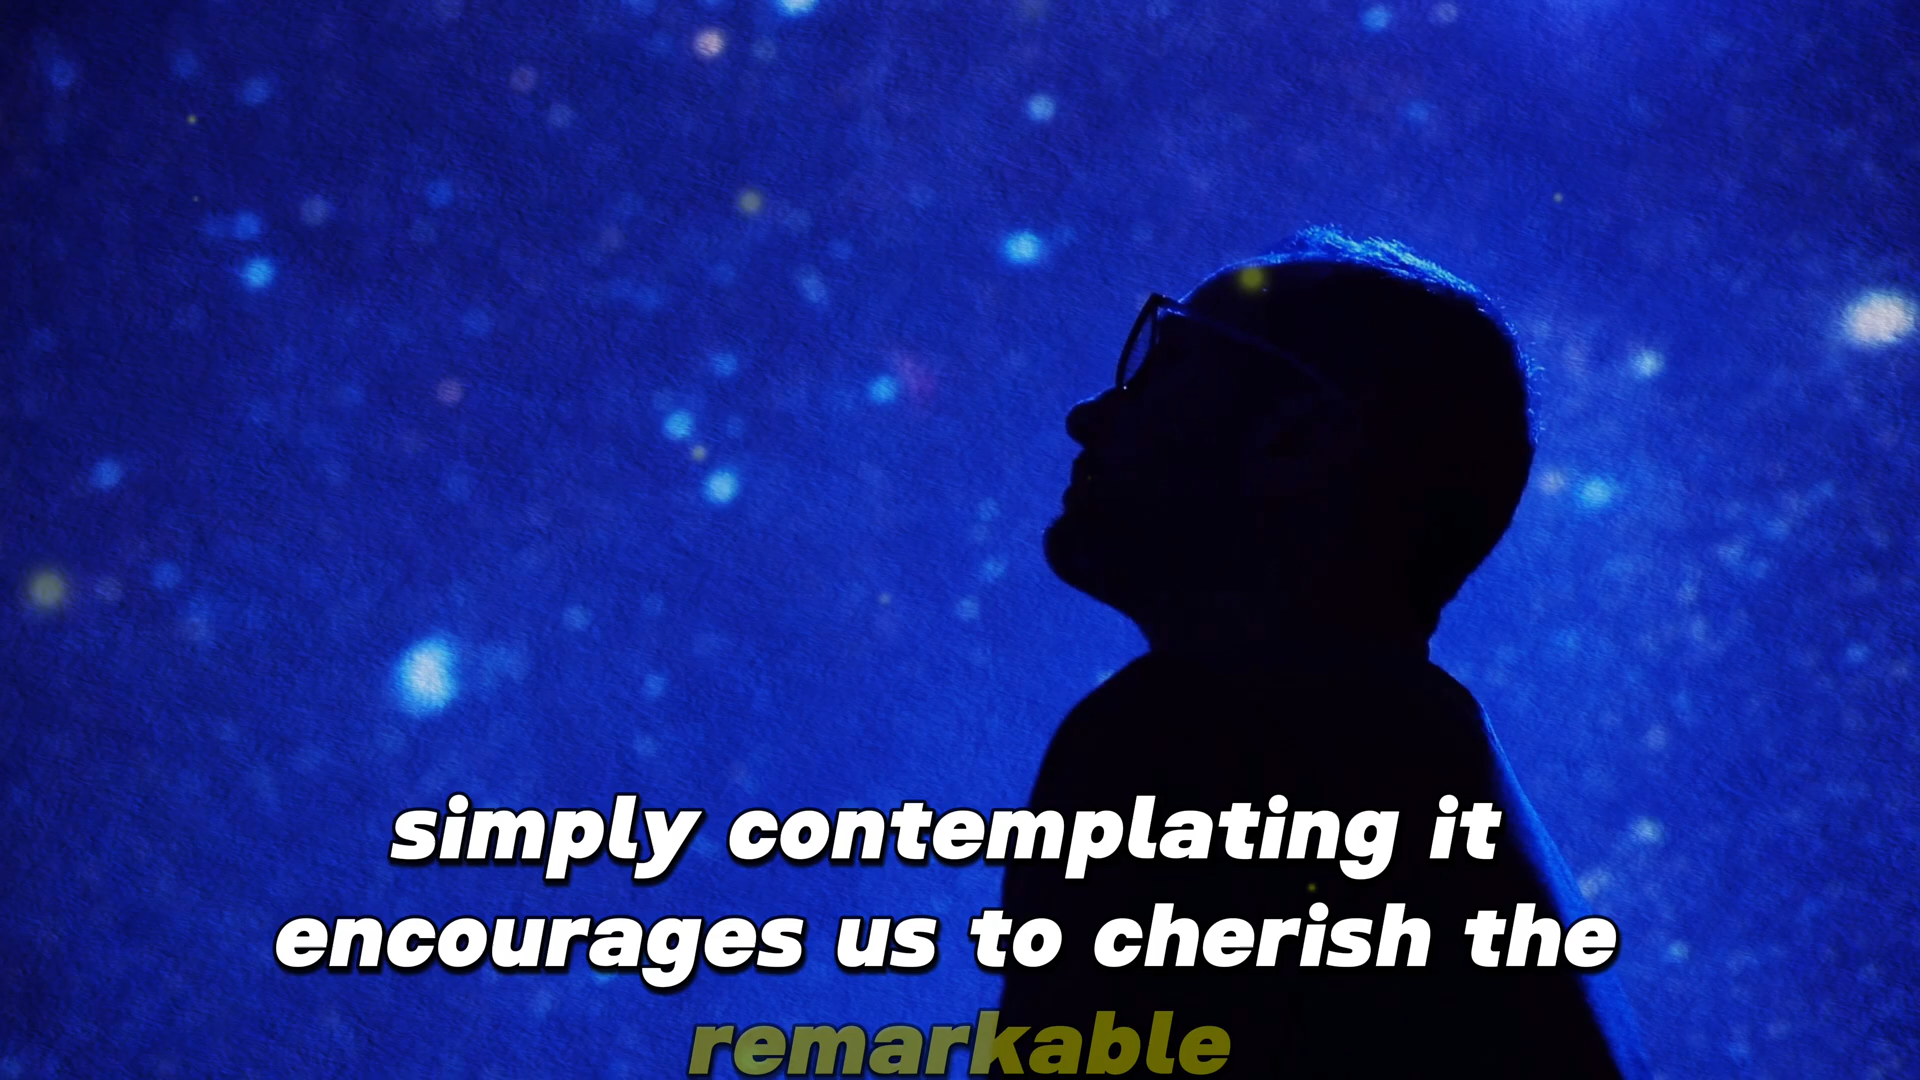 simply contemplating it
encourages us to cherish the
remarkable